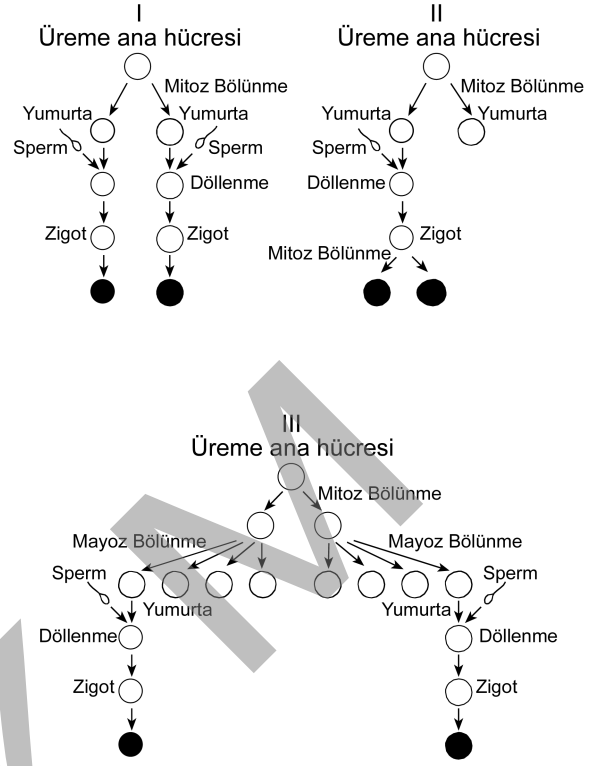 I
Üreme ana hücresi
Mitoz Bölünme
Yumurta
Yumurta
Sperm
Sperm
Döllenme
Zigot
Zigot
II
Üreme ana hücresi
Mitoz Bölünme
Yumurta
Yumurta
Sperm
Döllenme
Zigot
Mitoz Bölünme
III
Üreme ana hücresi
Mitoz Bölünme
Mayoz Bölünme
Mayoz Bölünme
Sperm
Sperm
Yumurta
Yumurta
Döllenme
Döllenme
Zigot
Zigot